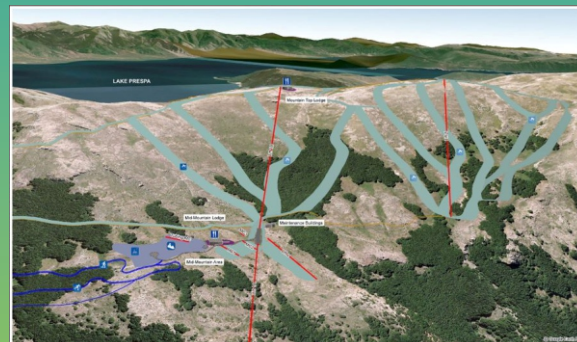 LAKE PRESPA
Mountain Top Lodge
Mid-Mountain Lodge
Maintenance Buildings
Mid-Mountain Area